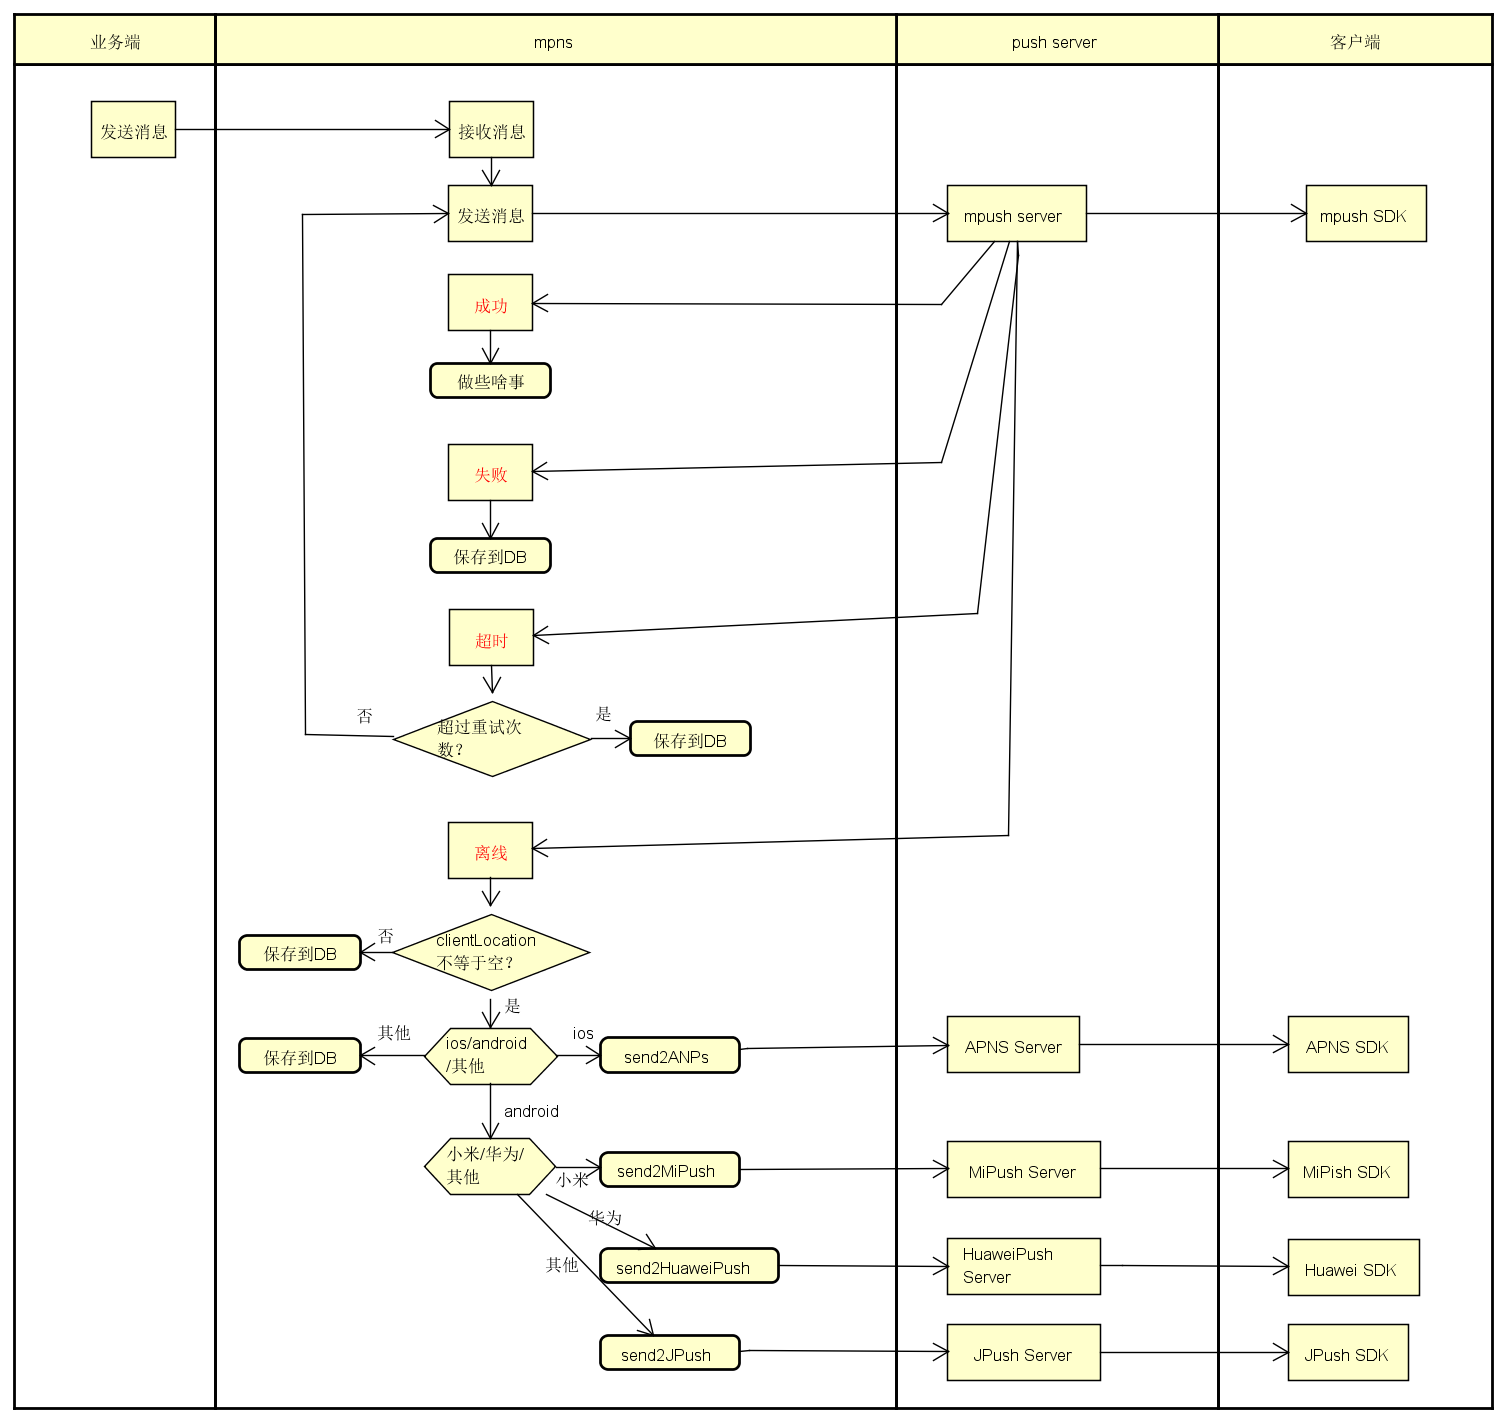 业务端
mpns
push server
客户端
发送消息
接收消息
发送消息
mpush server
mpush SDK
成功
做些啥事
失败
保存到DB
超时
否
超过重试次
数?
是
保存到DB
离线
保存到DB
否
clientLocation
不等于空?
是
保存到DB
其他
ios/android
/其他
ios
send2ANPs
APNS Server
APNS SDK
android
小米/华为/
其他
小米
send2MiPush
MiPush Server
MiPish SDK
华为
send2HuaweiPush
HuaweiPush
Server
Huawei SDK
其他
send2JPush
JPush Server
JPush SDK